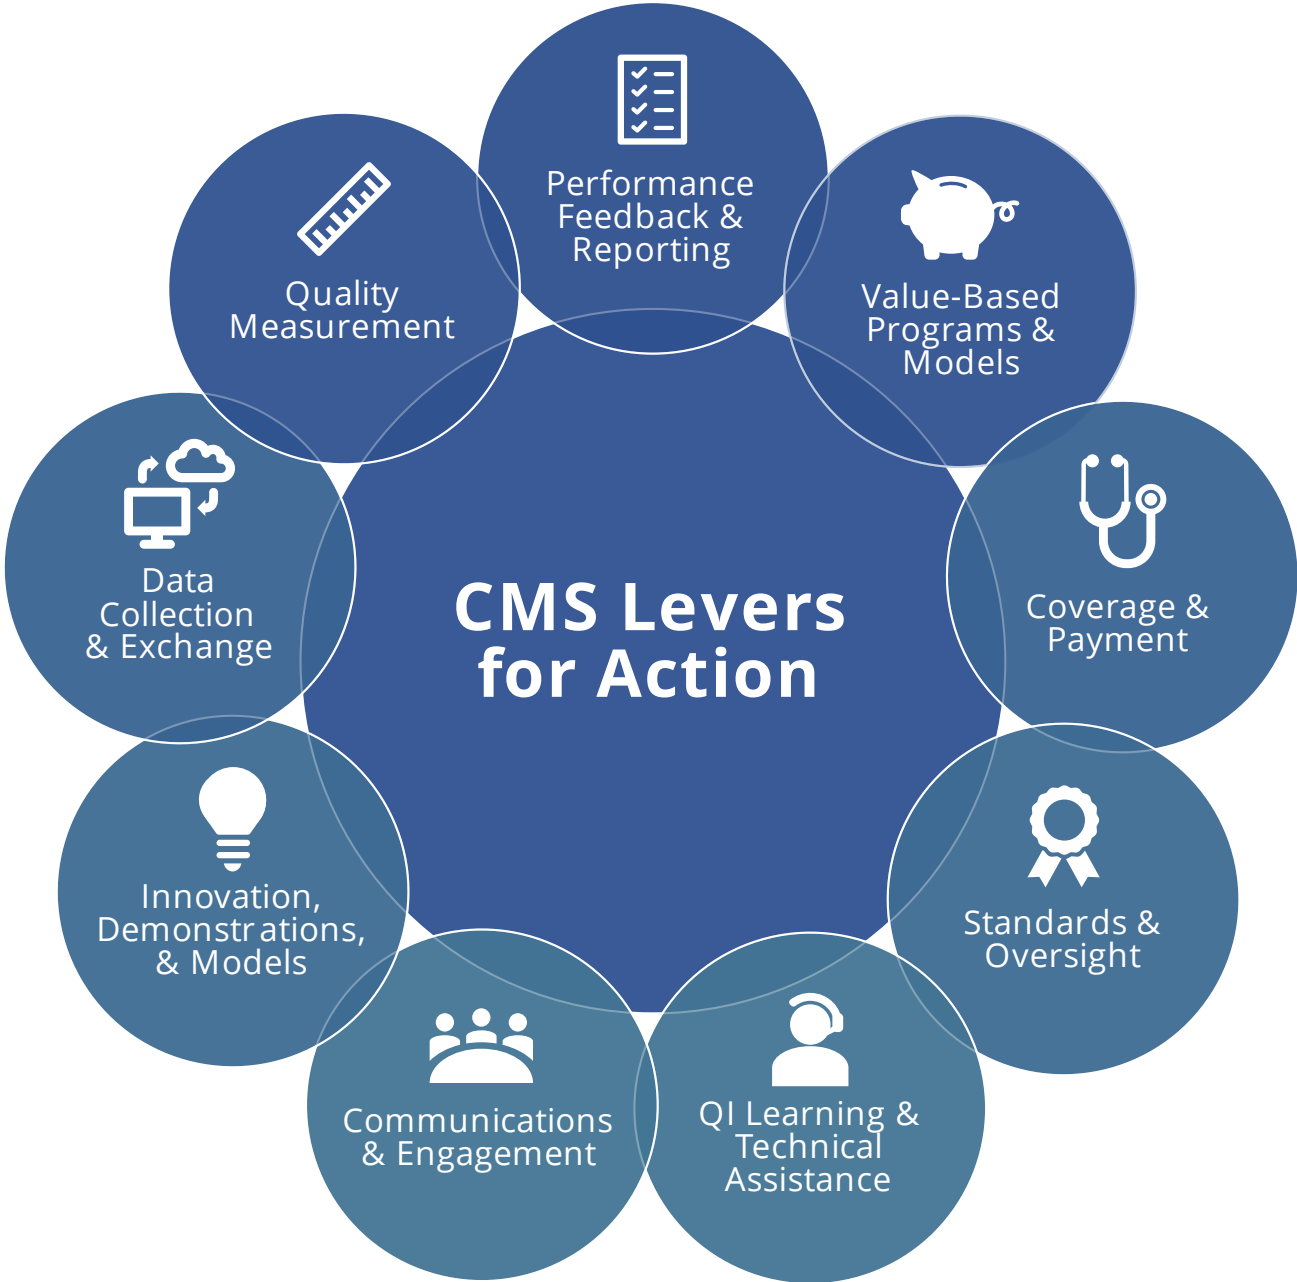 Performance
Feedback &
Reporting
Value-Based
Programs &
Models
Coverage &
Payment
Standards &
Oversight
QI Learning &
Technical
Assistance
Communications
& Engagement
Innovation,
Demonstrations,
& Models
Data
Collection
& Exchange
Quality
Measurement
CMS Levers
for Action